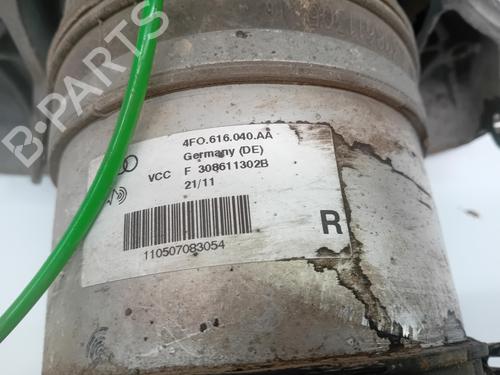 B-PARTS
4FO.616.040.AA
Germany (DE)
VCC F 308611302B
21/11
R
110507083054